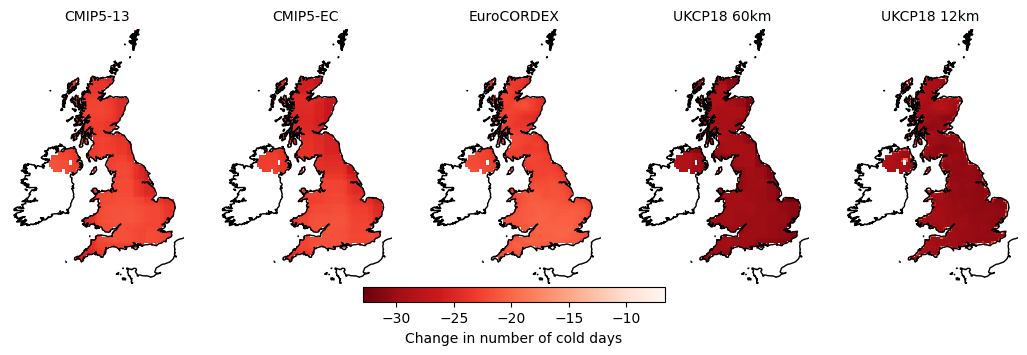 CMIP5-13 CMIP5-EC EuroCORDEX UKCP18 60km UKCP18 12km
−30 −25 −20 −15 −10
Change in number of cold days